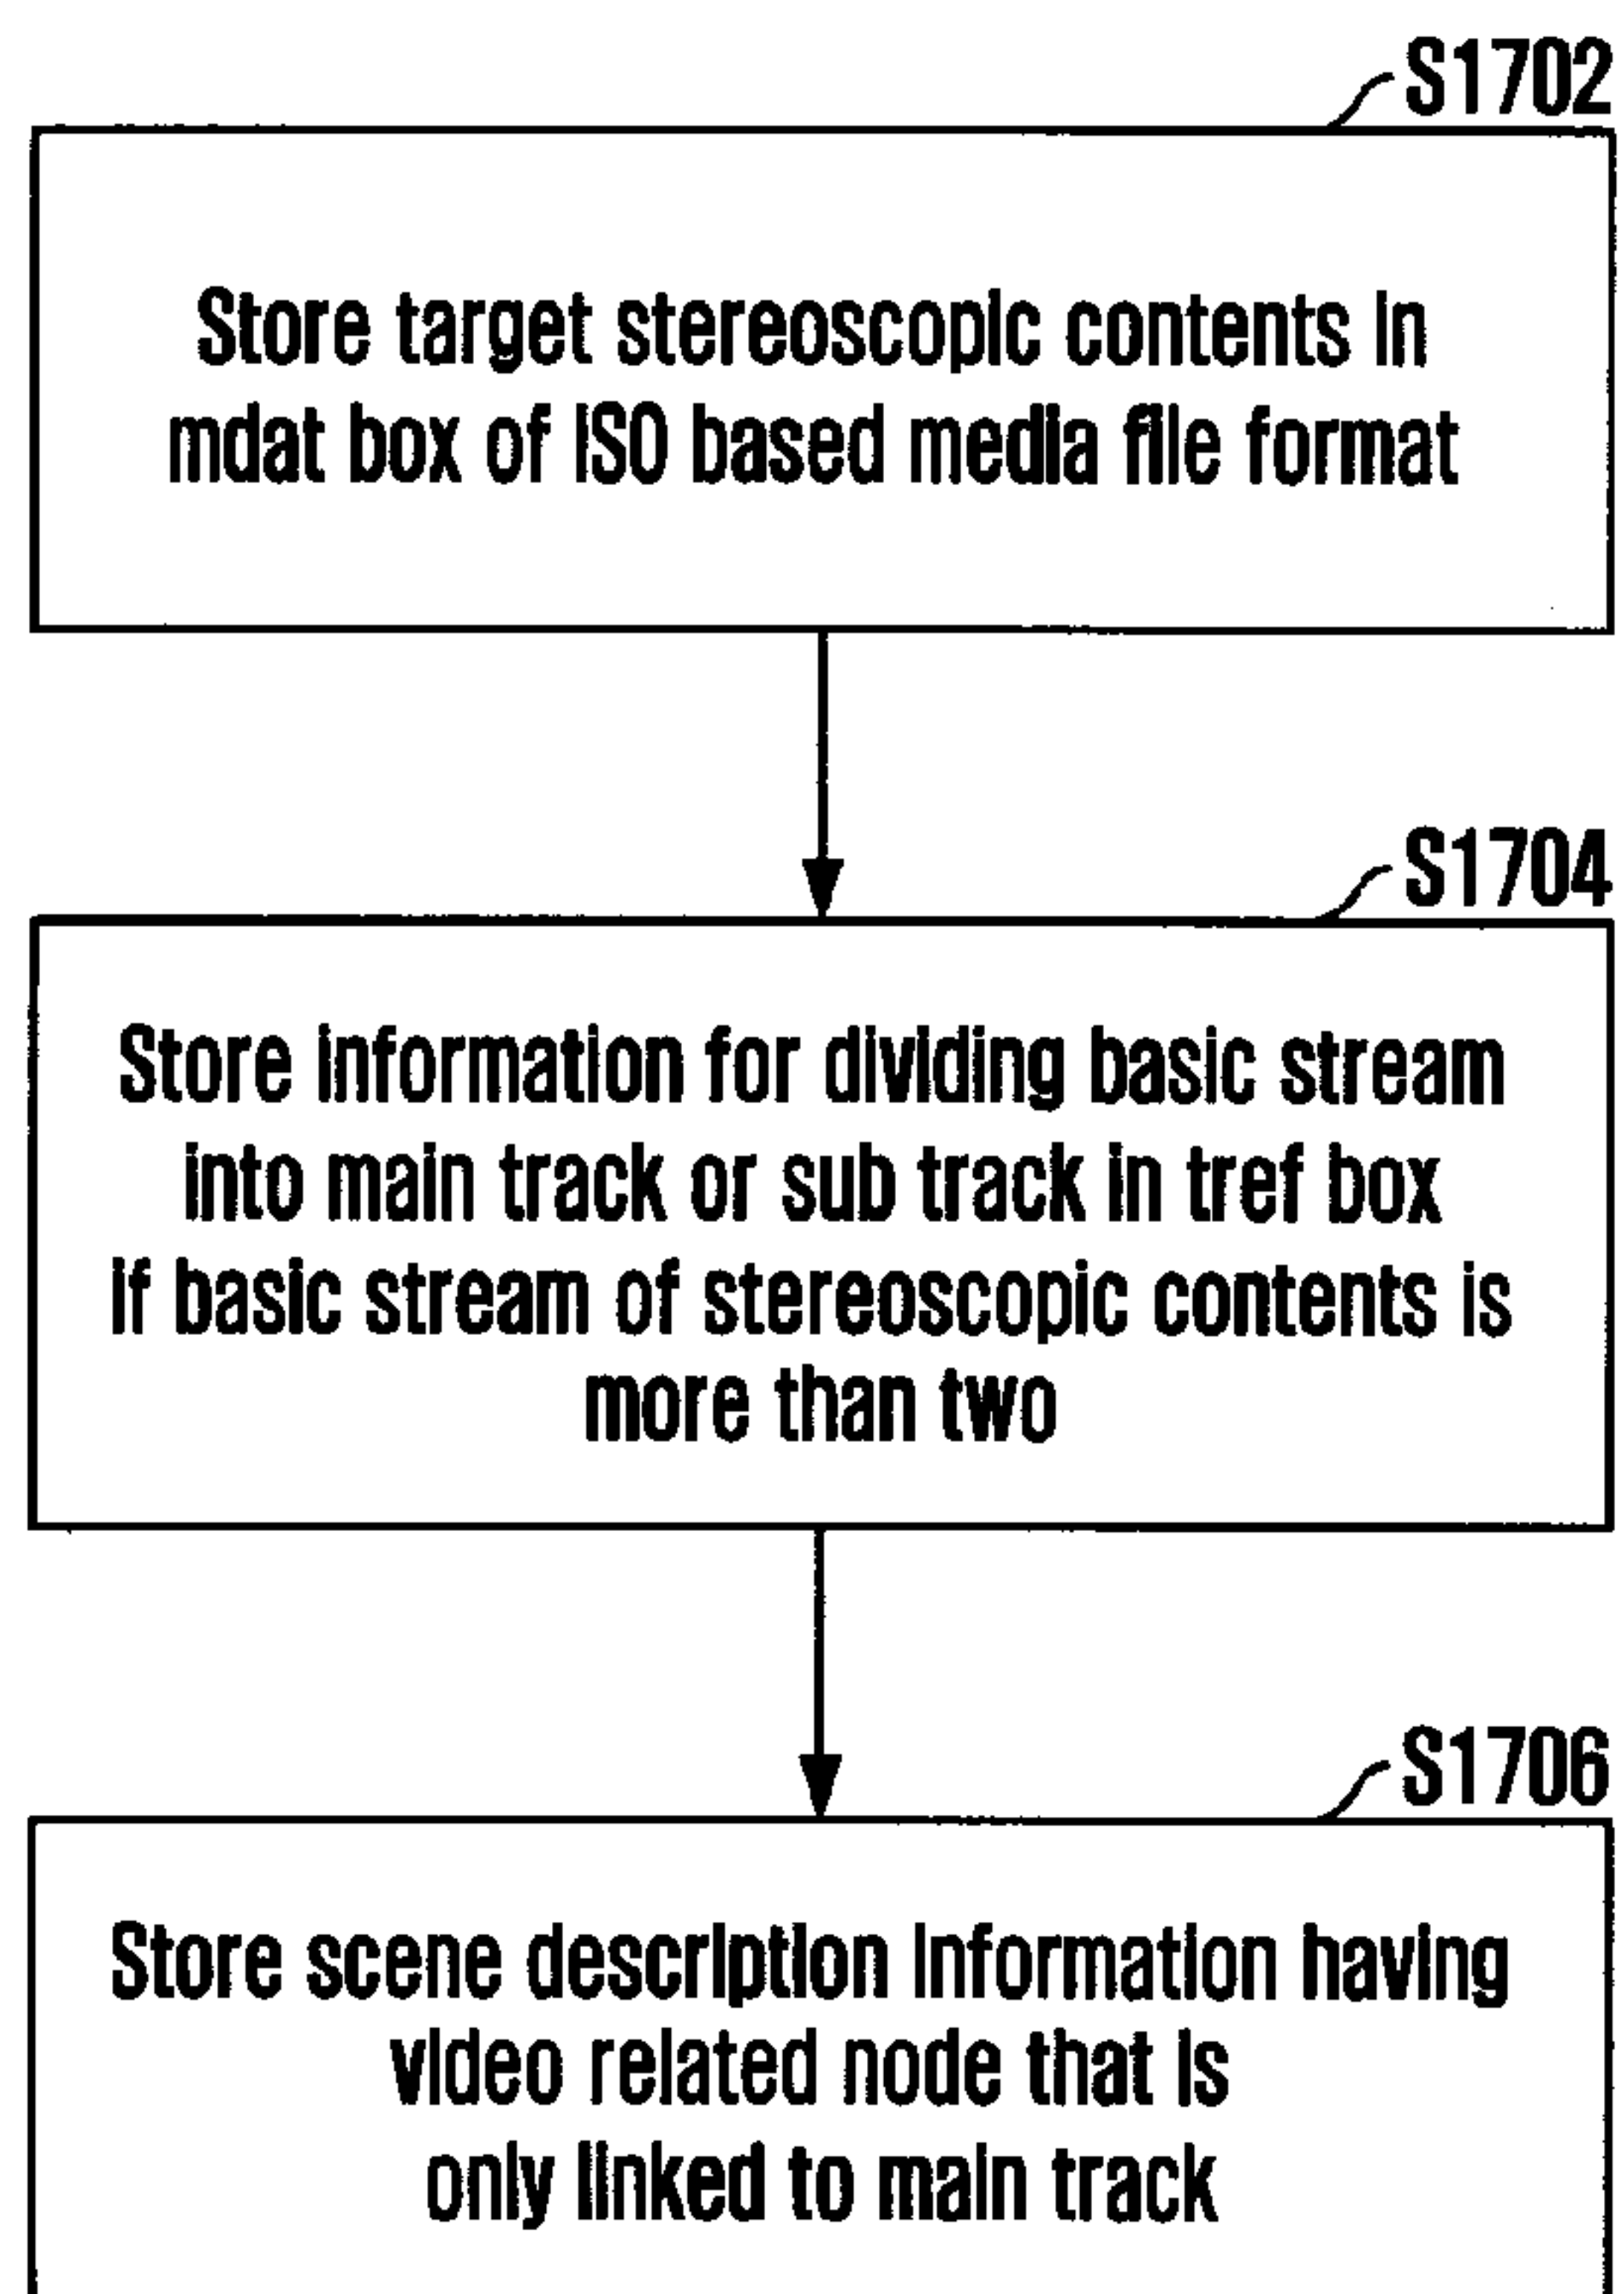 S1702
Store target stereoscopic contents in
mdat box of ISO based media file format
S1704
Store information for dividing basic stream
into main track or sub track in tref box
if basic stream of stereoscopic contents is
more than two
S1706
Store scene description information having
video related node that is
only linked to main track